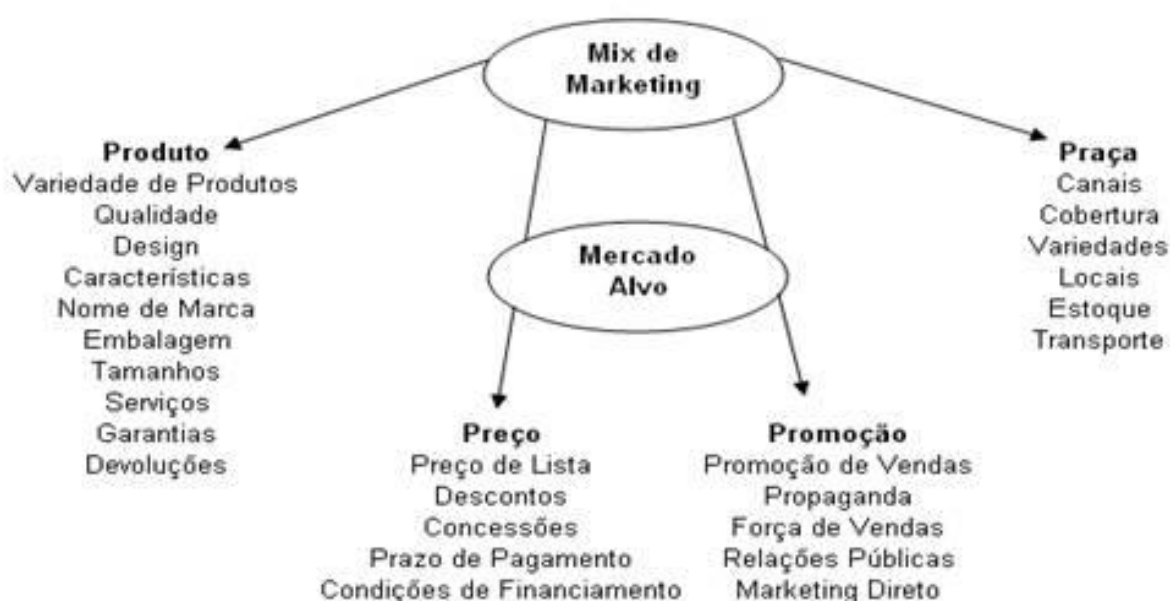 Mix de
Marketing
Produto
Variedade de Produtos
Qualidade
Design
Características
Nome de Marca
Embalagem
Tamanhos
Serviços
Garantias
Devoluções
Mercado
Alvo
Preço
Preço de Lista
Descontos
Concessões
Prazo de Pagamento
Condições de Financiamento
Promoção
Promoção de Vendas
Propaganda
Força de Vendas
Relações Públicas
Marketing Direto
Praça
Canais
Cobertura
Variedades
Locais
Estoque
Transporte